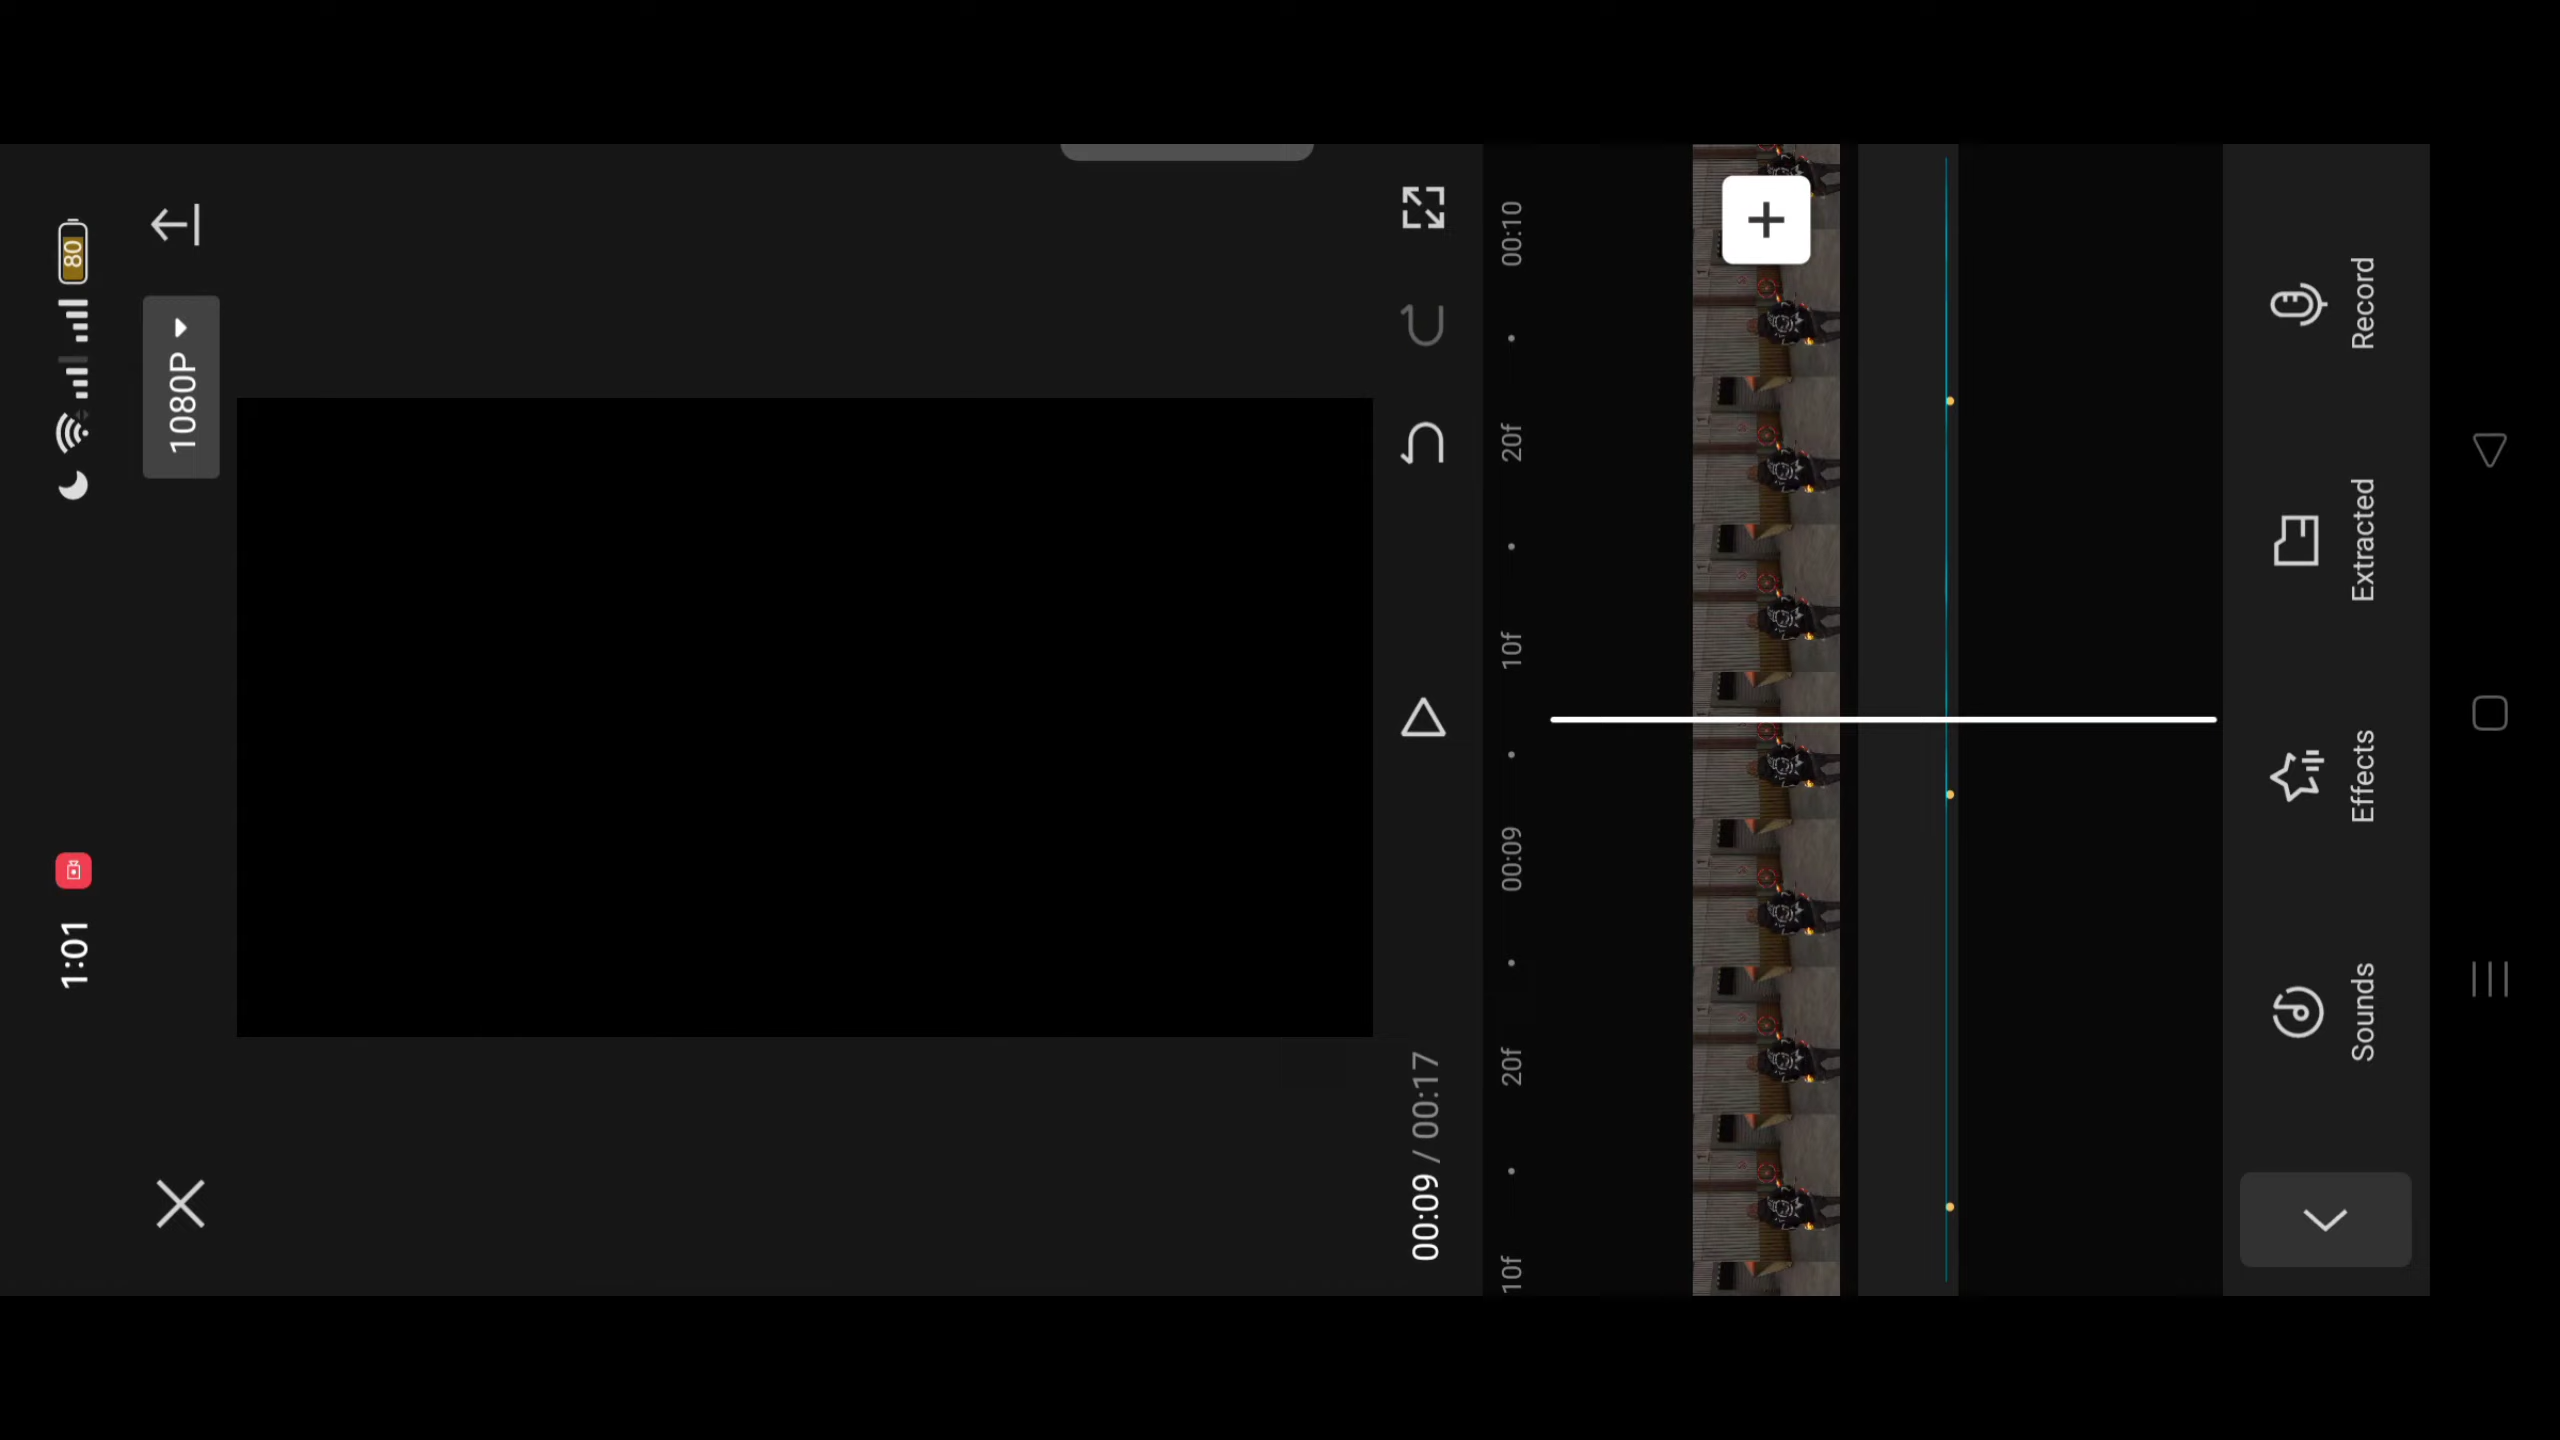 1:01
80
1080P
00:09 / 00:17
10f
20f
00:09
10f
20f
00:10
Sounds
Effects
Extracted
Record